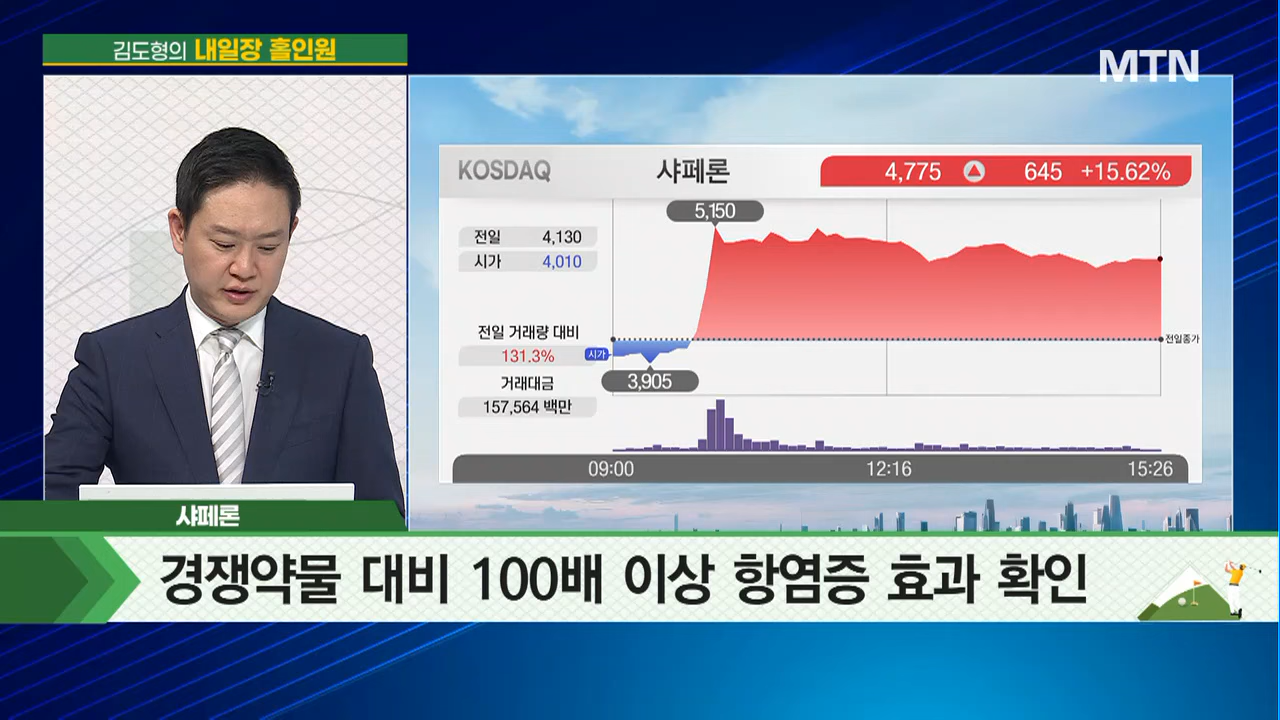 김도형의 내일장 홀인원
MTN
KOSDAQ 샤페론 4,775 645 +15.62%
5,150
전일 4,130
시가 4,010
전일 거래량 대비
131.3%
시가
전일종가
3,905
거래대금
157,564 백만
09:00 12:16 15:26
샤페론
경쟁약물 대비 100배 이상 항염증 효과 확인